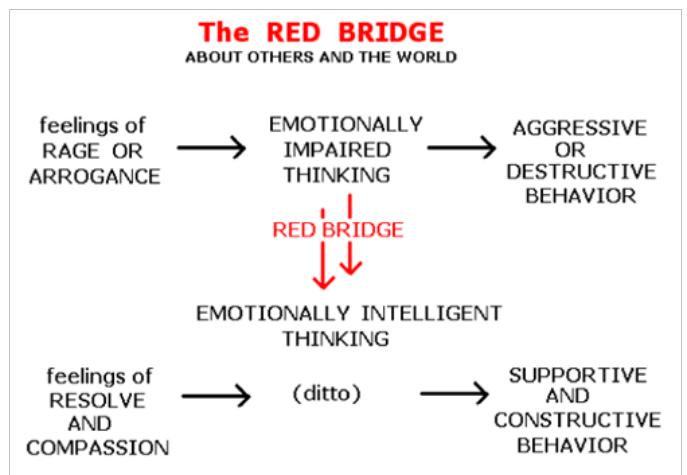 The RED BRIDGE
ABOUT OTHERS AND THE WORLD
feelings of
RAGE OR
ARROGANCE
EMOTIONALLY
IMPAIRED
THINKING
AGGRESSIVE
OR
DESTRUCTIVE
BEHAVIOR
RED BRIDGE
EMOTIONALLY INTELLIGENT
THINKING
feelings of
RESOLVE
AND
COMPASSION
(ditto)
SUPPORTIVE
AND
CONSTRUCTIVE
BEHAVIOR